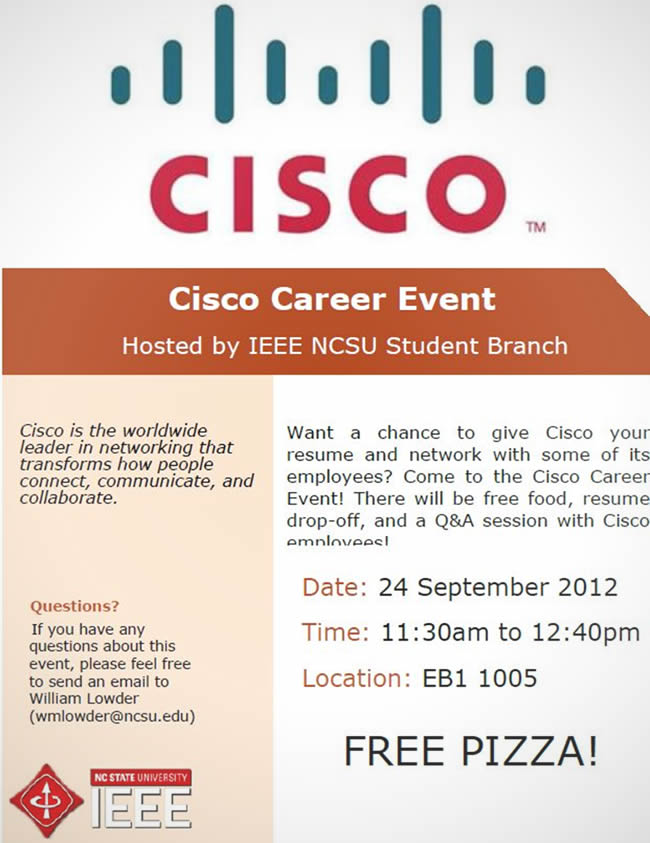 CISCO
TM
Cisco Career Event
Hosted by IEEE NCSU Student Branch
Cisco is the worldwide
leader in networking that
transforms how people
connect, communicate, and
collaborate.
Want a chance to give Cisco your
resume and network with some of its
employees? Come to the Cisco Career
Event! There will be free food, resume
drop-off, and a Q&A session with Cisco
employees!
Date: 24 September 2012
Time: 11:30am to 12:40pm
Location: EB1 1005
FREE PIZZA!
Questions?
If you have any
questions about this
event, please feel free
to send an email to
William Lowder
(wmlowder@ncsu.edu)
NC STATE UNIVERSITY
IEEE